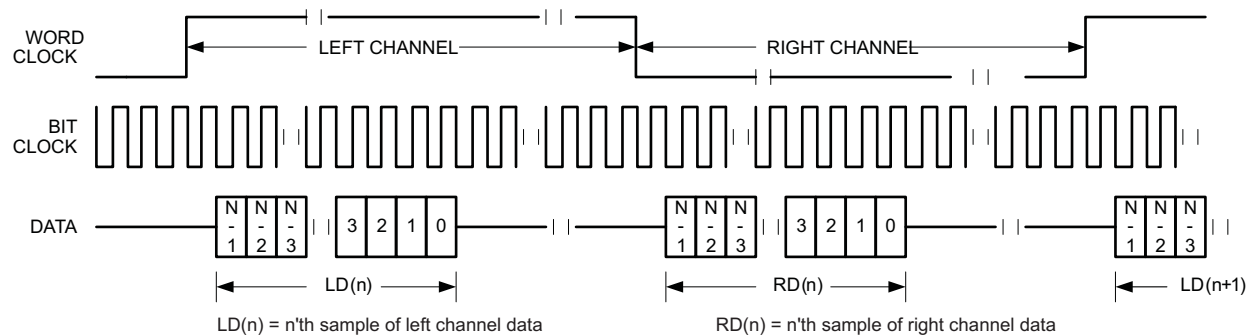 WORD
CLOCK
LEFT CHANNEL
RIGHT CHANNEL
BIT
CLOCK
DATA
N-1 N-2 N-3 3 2 1 0 N-1 N-2 N-3 3 2 1 0 N-1 N-2 N-3
LD(n) RD(n) LD(n+1)
LD(n) = n'th sample of left channel data
RD(n) = n'th sample of right channel data